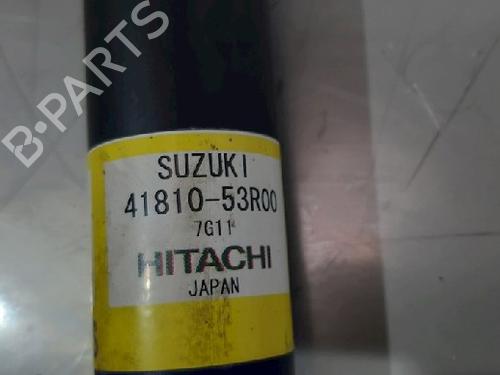 B·PARTS
SUZUKI
41810-53R00
7G11
HITACHI
JAPAN